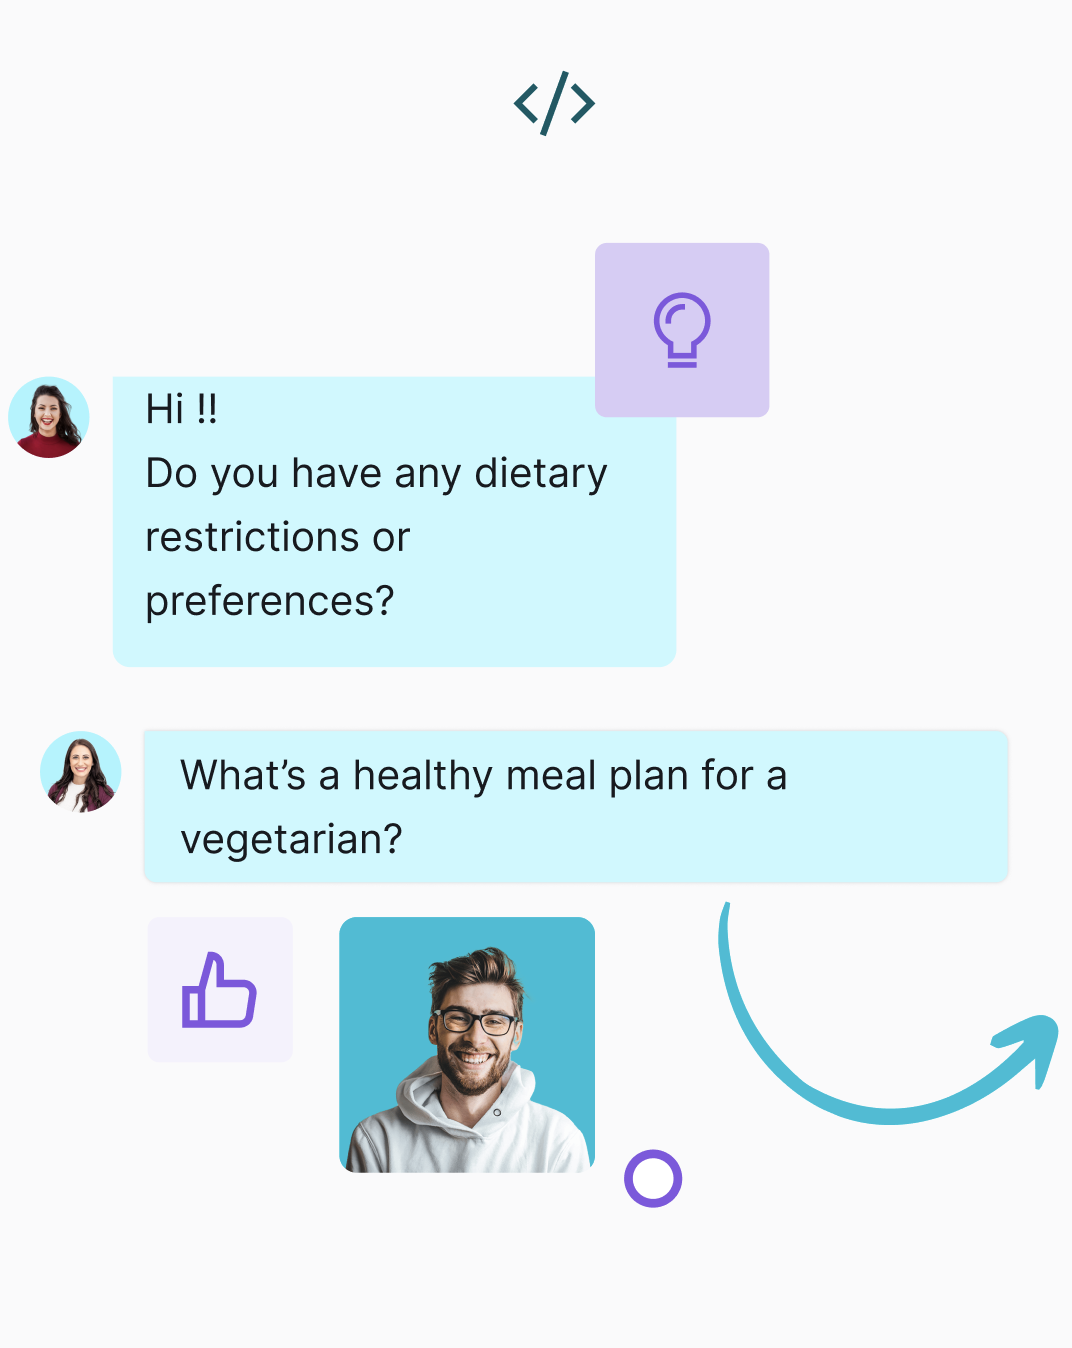 Hi !!
Do you have any dietary
restrictions or
preferences?
What’s a healthy meal plan for a
vegetarian?